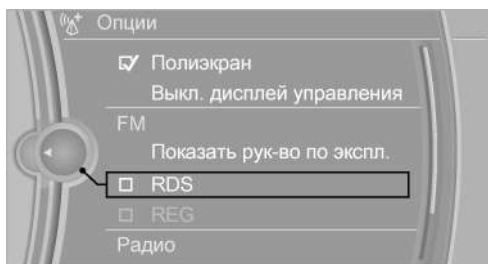 Опции
Полиэкран
Выкл. дисплей управления
FM
Показать рук-во по экспл.
RDS
REG
Радио